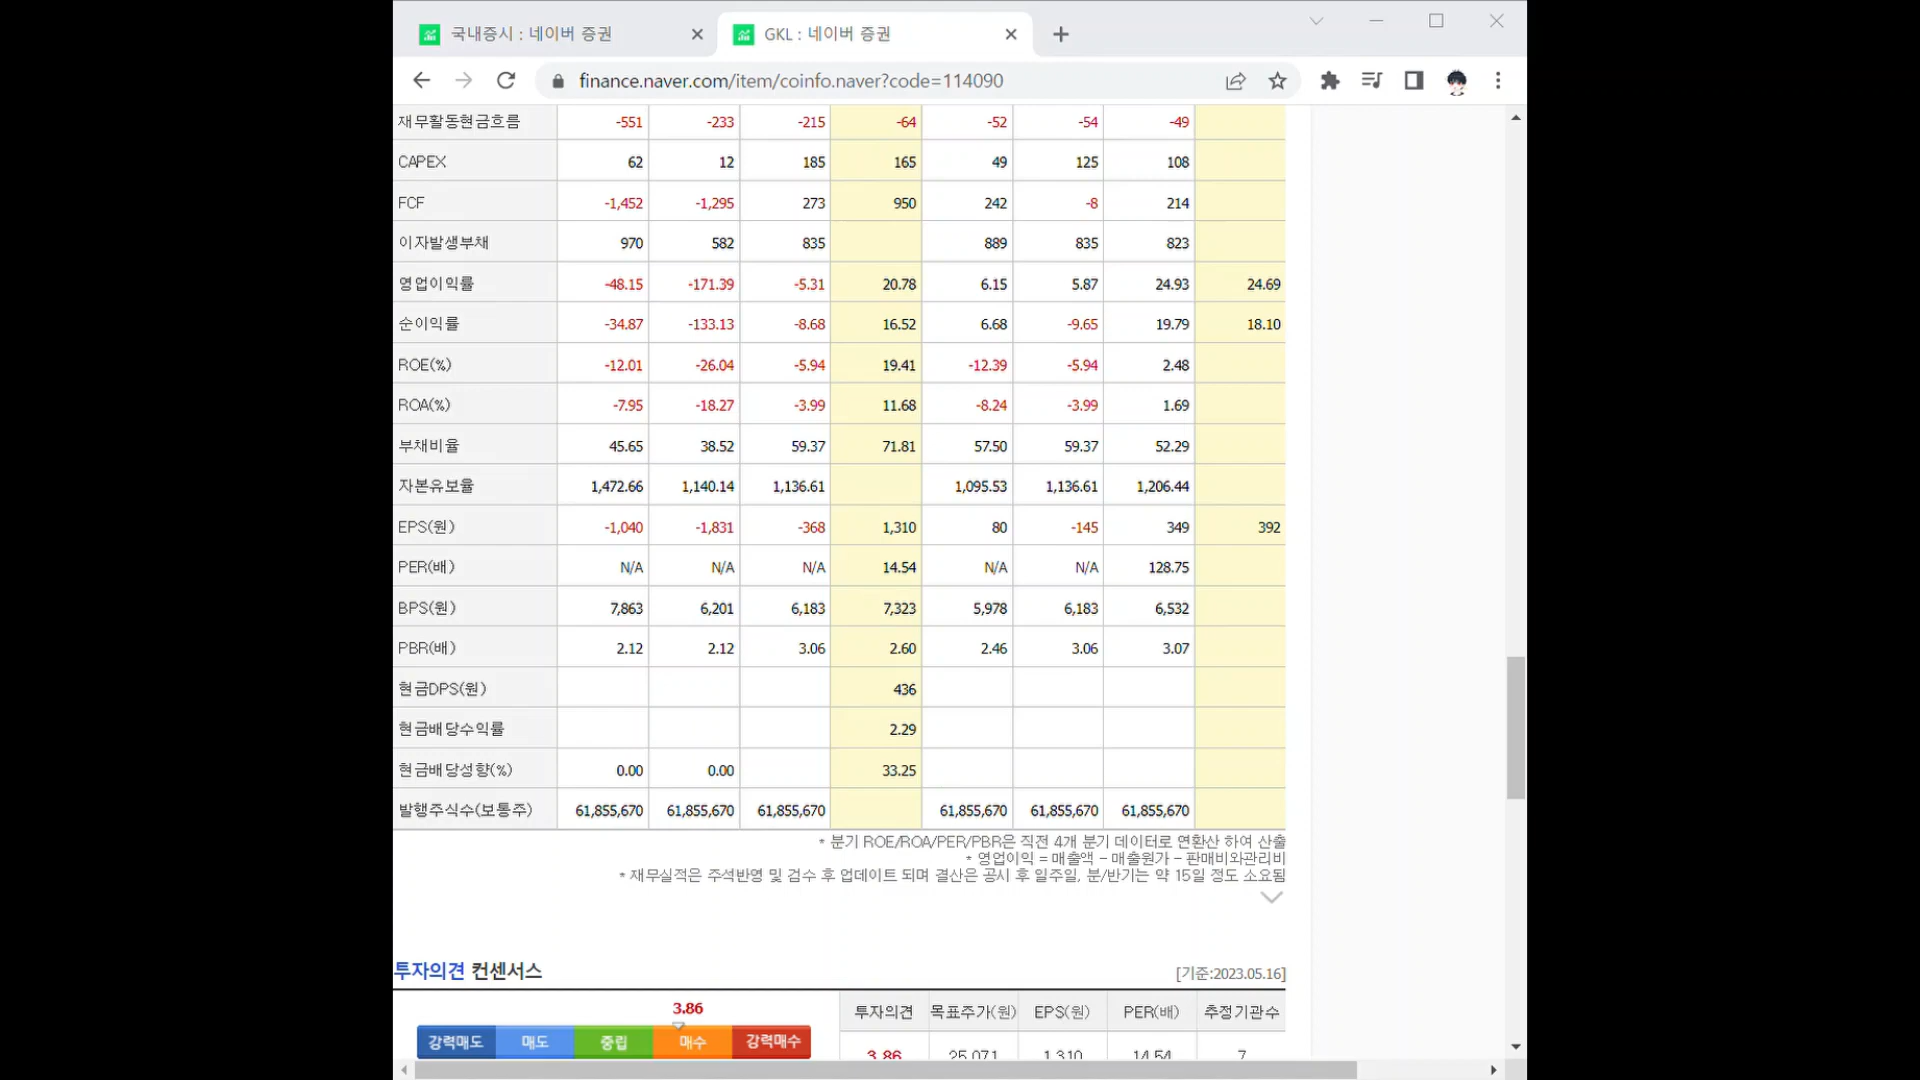 국내증시 : 네이버 증권
GKL : 네이버 증권
finance.naver.com/item/coinfo.naver?code=114090
재무활동현금흐름 -551 -233 -215 -64 -52 -54 -49
CAPEX 62 12 185 165 49 125 108
FCF -1,452 -1,295 273 950 242 -8 214
이자발생부채 970 582 835 889 835 823
영업이익률 -48.15 -171.39 -5.31 20.78 6.15 5.87 24.93 24.69
순이익률 -34.87 -133.13 -8.68 16.52 6.68 -9.65 19.79 18.10
ROE(%) -12.01 -26.04 -5.94 19.41 -12.39 -5.94 2.48
ROA(%) -7.95 -18.27 -3.99 11.68 -8.24 -3.99 1.69
부채비율 45.65 38.52 59.37 71.81 57.50 59.37 52.29
자본유보율 1,472.66 1,140.14 1,136.61 1,095.53 1,136.61 1,206.44
EPS(원) -1,040 -1,831 -368 1,310 80 -145 349 392
PER(배) N/A N/A N/A 14.54 N/A N/A 128.75
BPS(원) 7,863 6,201 6,183 7,323 5,978 6,183 6,532
PBR(배) 2.12 2.12 3.06 2.60 2.46 3.06 3.07
현금DPS(원) 436
현금배당수익률 2.29
현금배당성향(%) 0.00 0.00 33.25
발행주식수(보통주) 61,855,670 61,855,670 61,855,670 61,855,670 61,855,670 61,855,670
* 분기 ROE/ROA/PER/PBR은 직전 4개 분기 데이터로 연환산 하여 산출
* 영업이익 = 매출액 - 매출원가 - 판매비와관리비
* 재무실적은 주석반영 및 검수 후 업데이트 되며 결산은 공시 후 일주일, 분/반기는 약 15일 정도 소요됨
투자의견 컨센서스 [기준:2023.05.16]
3.86
강력매도 매도 중립 매수 강력매수
투자의견 목표주가(원) EPS(원) PER(배) 추정기관수
3.86 25,071 1,310 14.54 7